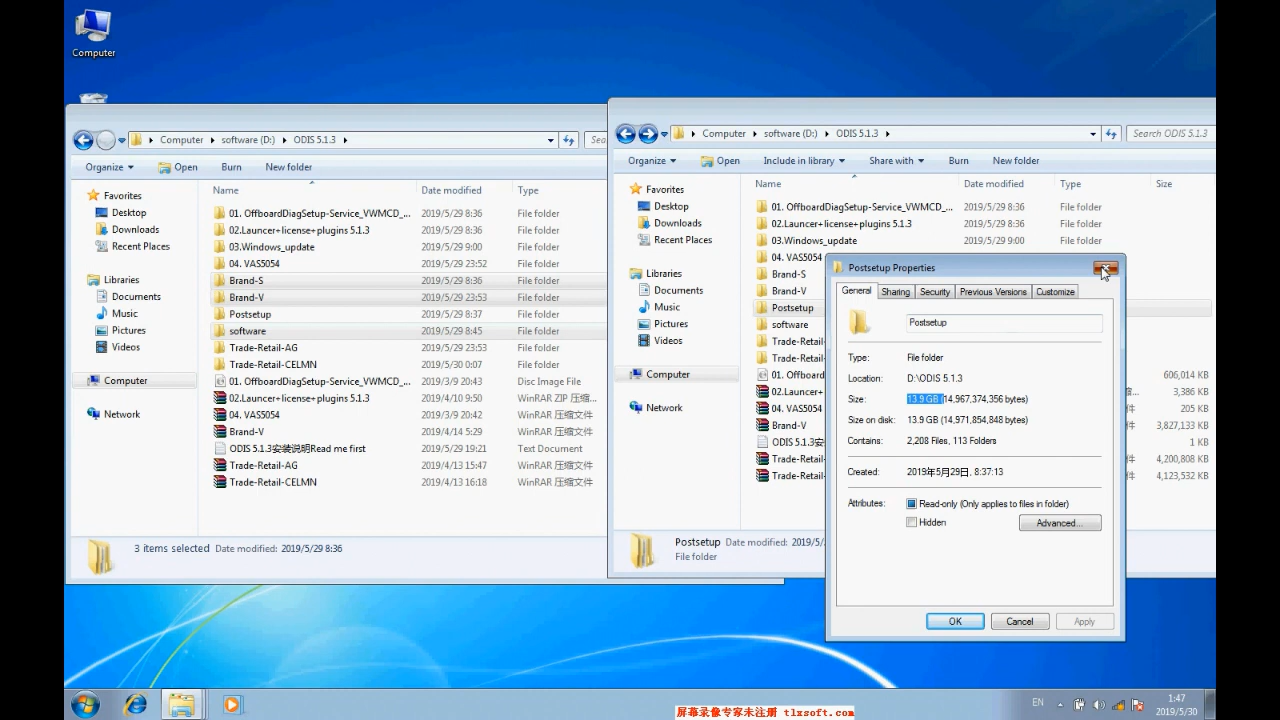 Computer
Computer ▸ software (D:) ▸ ODIS 5.1.3 ▸
Organize Open Burn New folder
Name Date modified Type
Favorites
Desktop
Downloads
Recent Places
Libraries
Documents
Music
Pictures
Videos
Computer
Network
01. OffboardDiagSetup-Service_VWMCD_... 2019/5/29 8:36 File folder
02.Launcer+license+plugins 5.1.3 2019/5/29 8:36 File folder
03.Windows_update 2019/5/29 9:00 File folder
04. VAS5054 2019/5/29 23:52 File folder
Brand-S 2019/5/29 8:36 File folder
Brand-V 2019/5/29 23:53 File folder
Postsetup 2019/5/29 8:37 File folder
software 2019/5/29 8:45 File folder
Trade-Retail-AG 2019/5/29 23:53 File folder
Trade-Retail-CELMN 2019/5/30 0:07 File folder
01. OffboardDiagSetup-Service_VWMCD_... 2019/3/9 20:43 Disc Image File
02.Launcer+license+plugins 5.1.3 2019/4/10 9:50 WinRAR ZIP 压缩...
04. VAS5054 2019/3/9 20:42 WinRAR 压缩文件
Brand-V 2019/4/14 5:29 WinRAR 压缩文件
ODIS 5.1.3安装说明Read me first 2019/5/29 19:21 Text Document
Trade-Retail-AG 2019/4/13 15:47 WinRAR 压缩文件
Trade-Retail-CELMN 2019/4/13 16:18 WinRAR 压缩文件
3 items selected Date modified: 2019/5/29 8:36
Computer ▸ software (D:) ▸ ODIS 5.1.3 ▸ Search ODIS 5.1.3
Organize Open Include in library Share with Burn New folder
Name Date modified Type Size
Favorites
Desktop
Downloads
Recent Places
Libraries
Documents
Music
Pictures
Videos
Computer
Network
01. OffboardDiagSetup-Service_VWMCD_... 2019/5/29 8:36 File folder
02.Launcer+license+plugins 5.1.3 2019/5/29 8:36 File folder
03.Windows_update 2019/5/29 9:00 File folder
04. VAS5054
Brand-S
Brand-V
Postsetup
software
Trade-Reta
Trade-Reta
01. Offboard 606,014 KB
02.Launcer+ 3,386 KB
04. VAS5054 205 KB
Brand-V 3,827,133 KB
ODIS 5.1.3安 1 KB
Trade-Retail 4,200,808 KB
Trade-Retail 4,123,532 KB
Postsetup Date modified: 2019/5/
File folder
Postsetup Properties
General Sharing Security Previous Versions Customize
Postsetup
Type: File folder
Location: D:\ODIS 5.1.3
Size: 13.9 GB (14,967,374,356 bytes)
Size on disk: 13.9 GB (14,971,854,848 bytes)
Contains: 2,208 Files, 113 Folders
Created: 2019年5月29日, 8:37:13
Attributes: Read-only (Only applies to files in folder)
Hidden Advanced...
OK Cancel Apply
EN 1:47
2019/5/30
屏幕录像专家未注册 tlxsoft.com